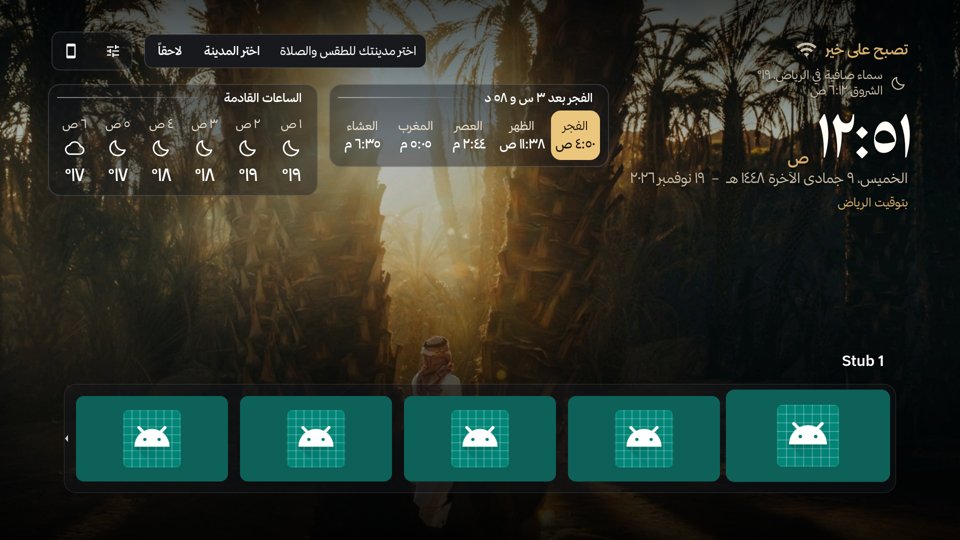 تصبح على خير
سماء صافية في الرياض، ١٩°
الشروق ٦:١٢ ص
١٢:٥١ ص
الخميس، ٩ جمادى الآخرة ١٤٤٨ هـ – ١٩ نوفمبر ٢٠٢٦
بتوقيت الرياض
اختر مدينتك للطقس والصلاة
اختر المدينة
لاحقاً
الفجر بعد ٣ س و ٥٨ د
الفجر الظهر العصر المغرب العشاء
٤:٥٠ ص ١١:٣٨ ص ٢:٤٤ م ٥:٠٥ م ٦:٣٥ م
الساعات القادمة
١ ص ٢ ص ٣ ص ٤ ص ٥ ص ٦ ص
١٩° ١٩° ١٨° ١٨° ١٧° ١٧°
Stub 1